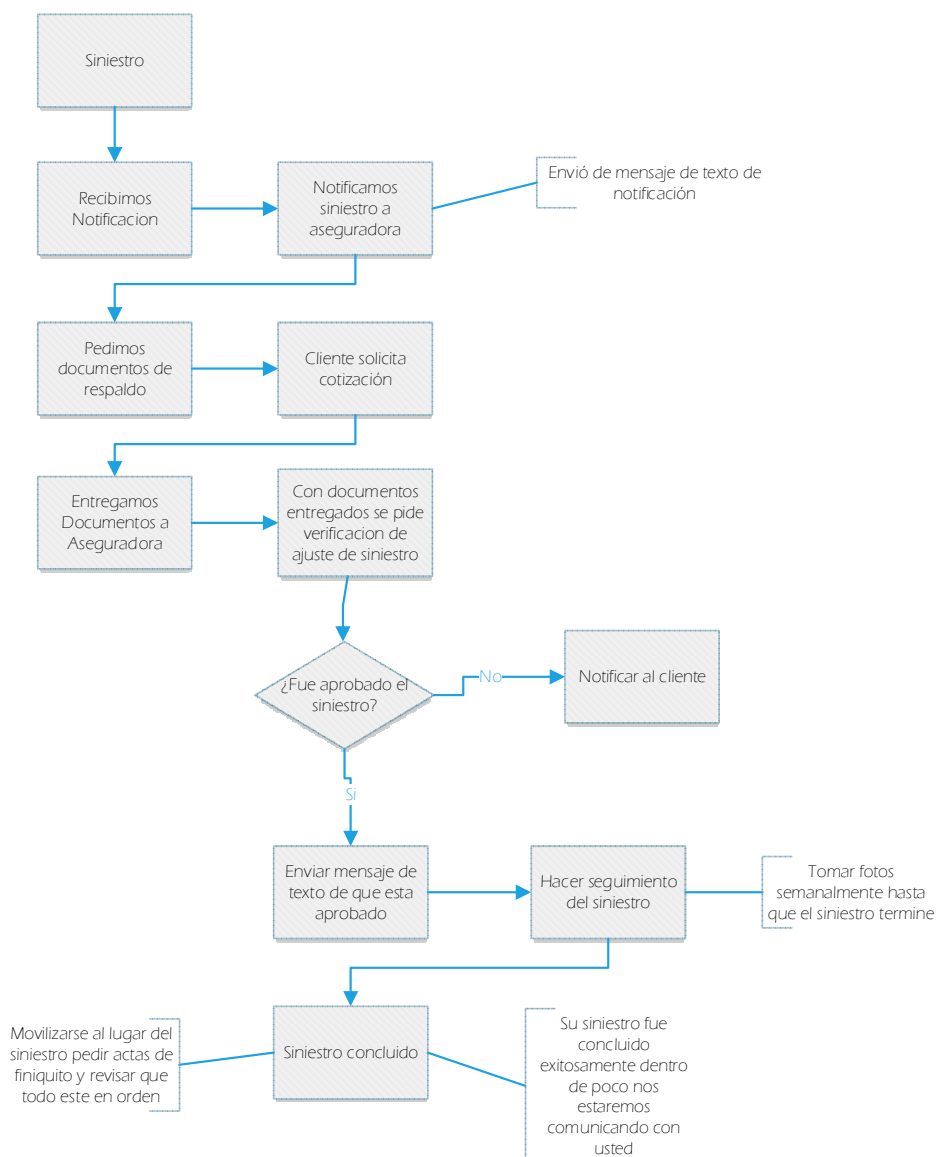 Siniestro
Recibimos
Notificacion
Notificamos
siniestro a
aseguradora
Envió de mensaje de texto de
notificación
Pedimos
documentos de
respaldo
Cliente solicita
cotización
Entregamos
Documentos a
Aseguradora
Con documentos
entregados se pide
verificacion de
ajuste de siniestro
¿Fue aprobado el
siniestro?
No
Notificar al cliente
Si
Enviar mensaje de
texto de que esta
aprobado
Hacer seguimiento
del siniestro
Tomar fotos
semanalmente hasta
que el siniestro termine
Movilizarse al lugar del
siniestro pedir actas de
finiquito y revisar que
todo este en orden
Siniestro concluido
Su siniestro fue
concluido
exitosamente dentro
de poco nos
estaremos
comunicando con
usted